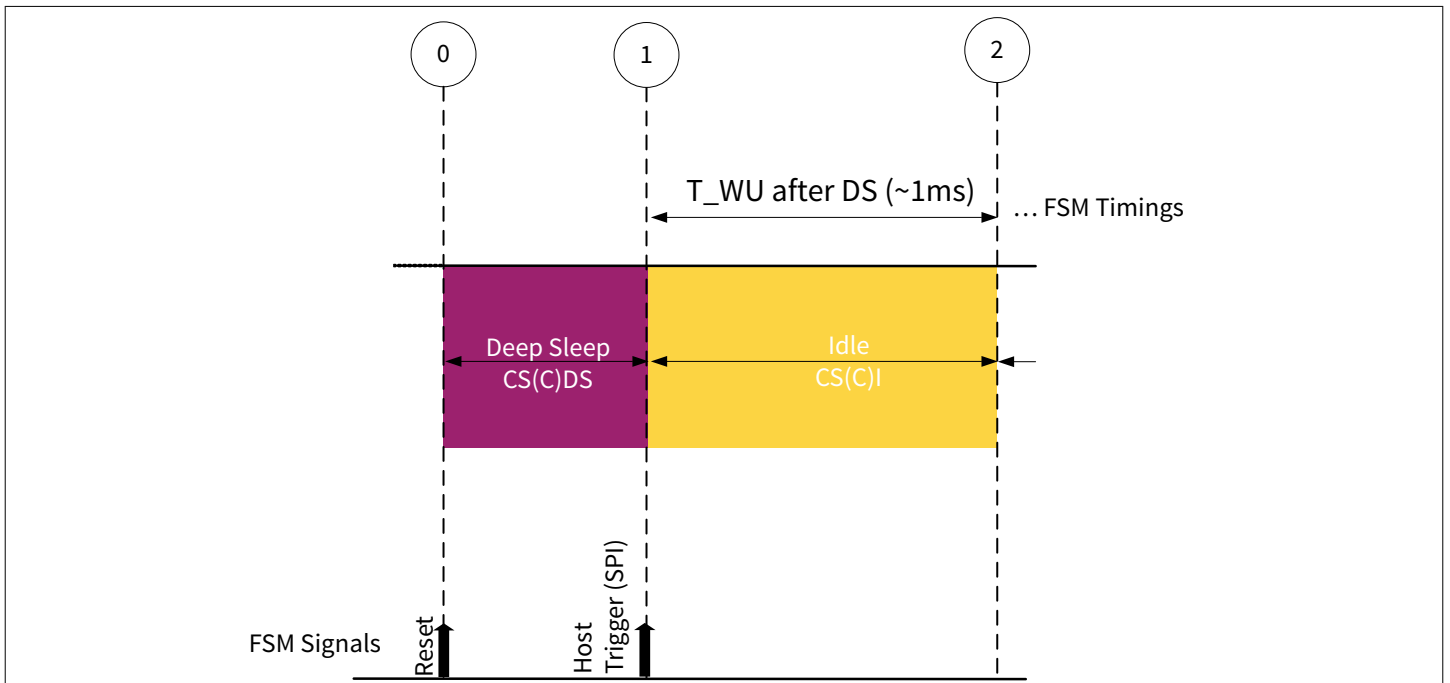 0
1
2
T_WU after DS (~1ms)
... FSM Timings
Deep Sleep
CS(C)DS
Idle
CS(C)I
FSM Signals
Reset
Host
Trigger (SPI)